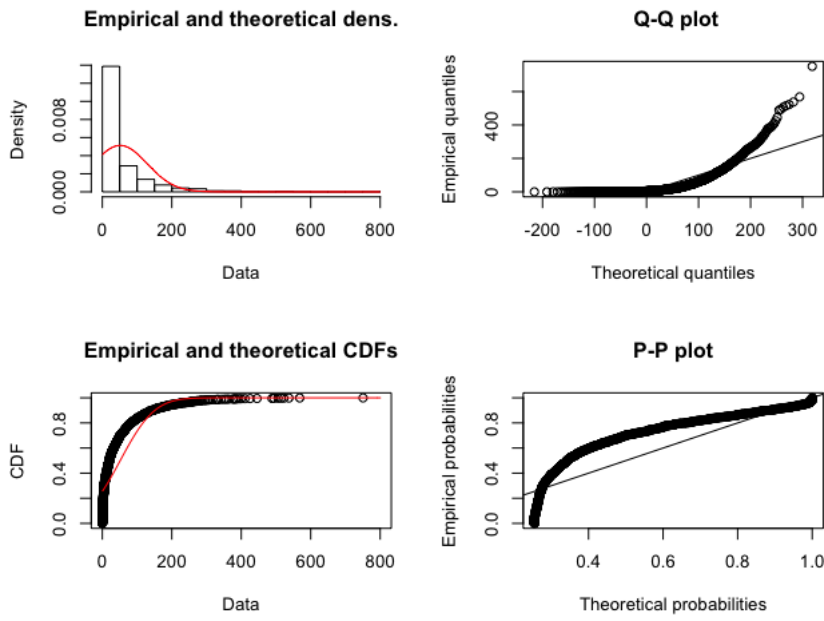 Empirical and theoretical dens.
Density
0.000
0.008
0 200 400 600 800
Data
Q-Q plot
Empirical quantiles
0
400
-200 -100 0 100 200 300
Theoretical quantiles
Empirical and theoretical CDFs
CDF
0.0
0.4
0.8
0 200 400 600 800
Data
P-P plot
Empirical probabilities
0.0
0.4
0.8
0.4 0.6 0.8 1.0
Theoretical probabilities